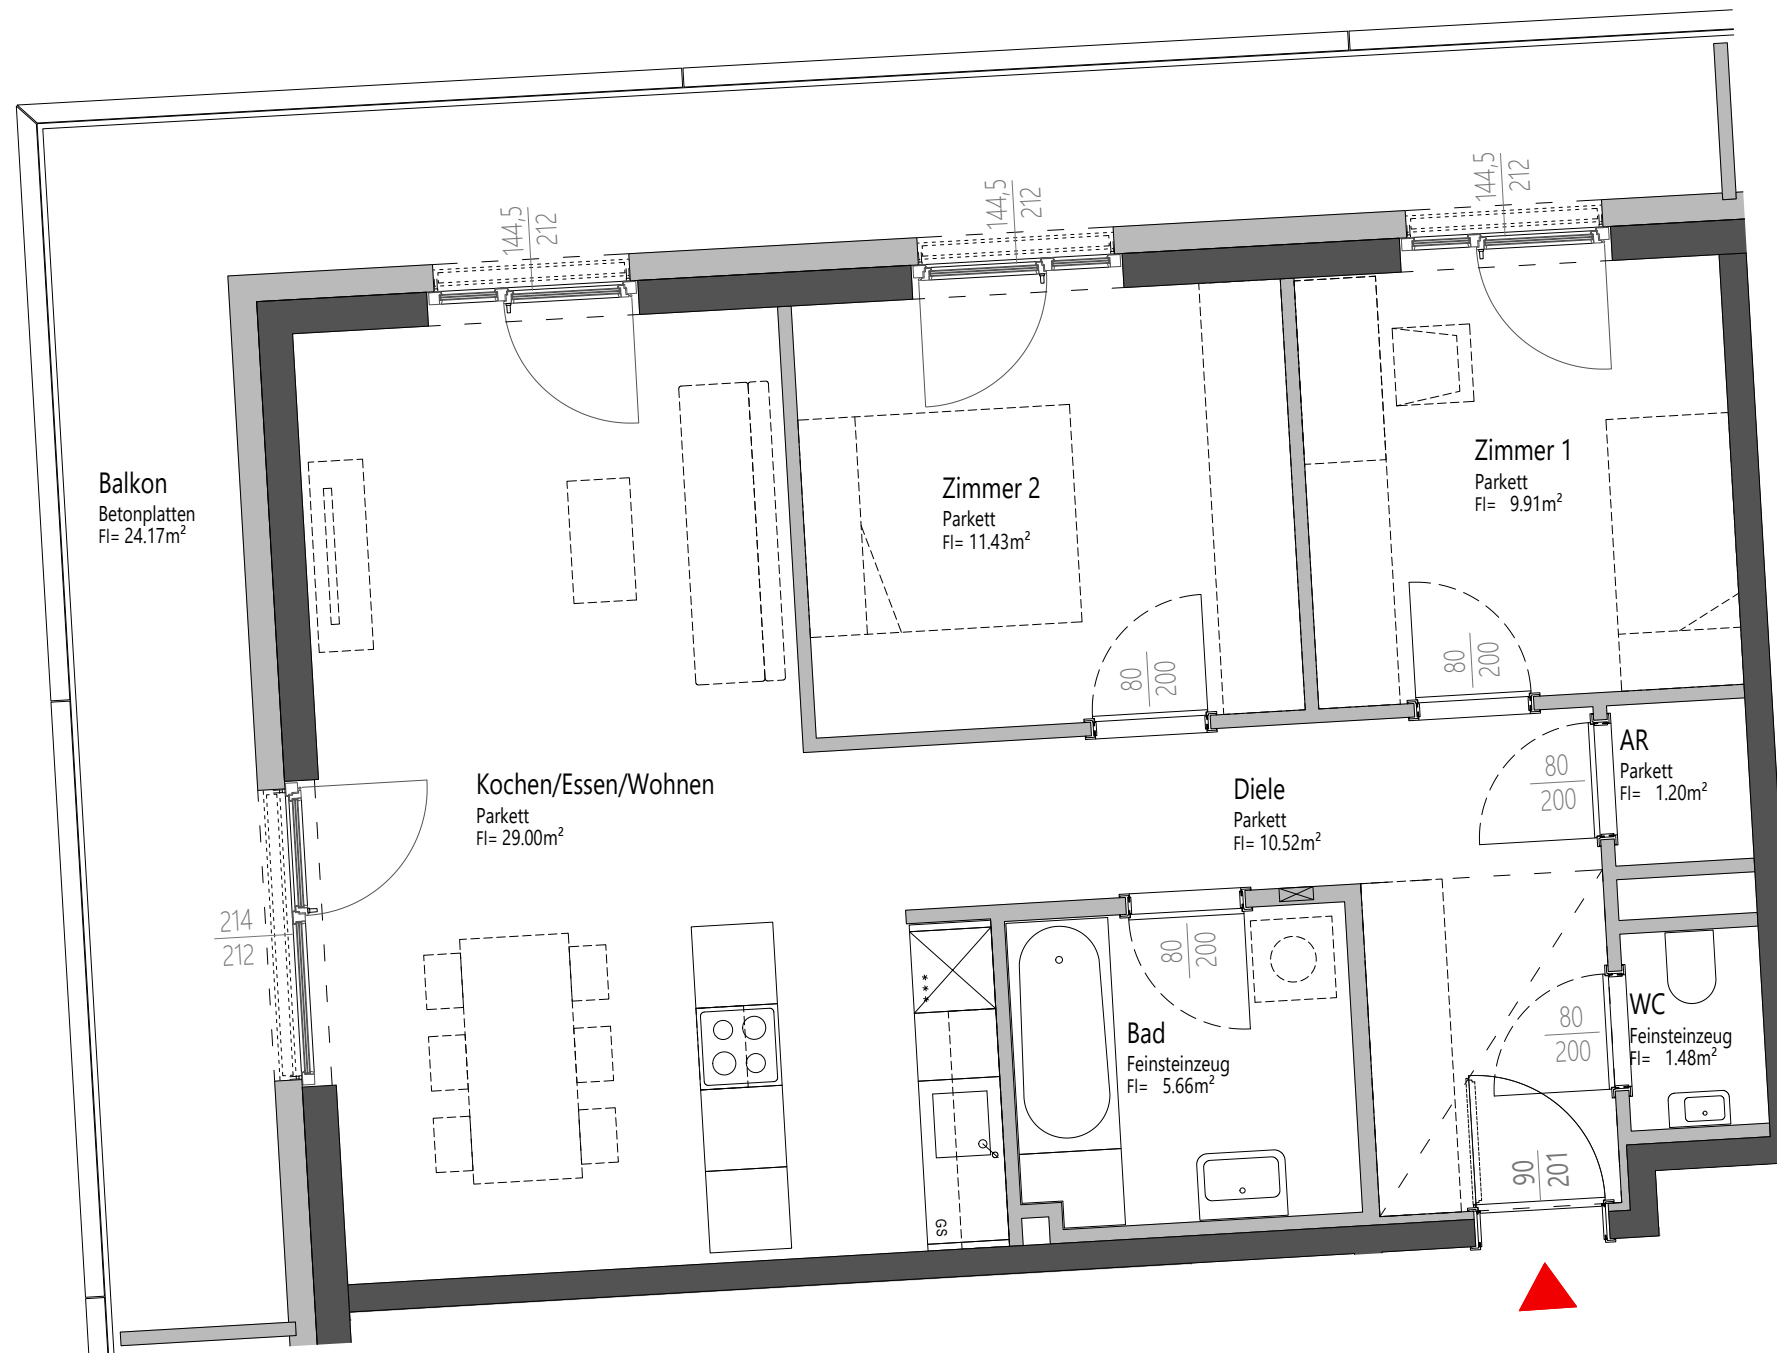 144,5
212
144,5
212
144,5
212
Balkon
Betonplatten
Fl= 24.17m²
Zimmer 2
Parkett
Fl= 11.43m²
Zimmer 1
Parkett
Fl= 9.91m²
80
200
80
200
Kochen/Essen/Wohnen
Parkett
Fl= 29.00m²
Diele
Parkett
Fl= 10.52m²
80
200
AR
Parkett
Fl= 1.20m²
214
212
80
200
Bad
Feinsteinzeug
Fl= 5.66m²
80
200
WC
Feinsteinzeug
Fl= 1.48m²
90
201
***
GS